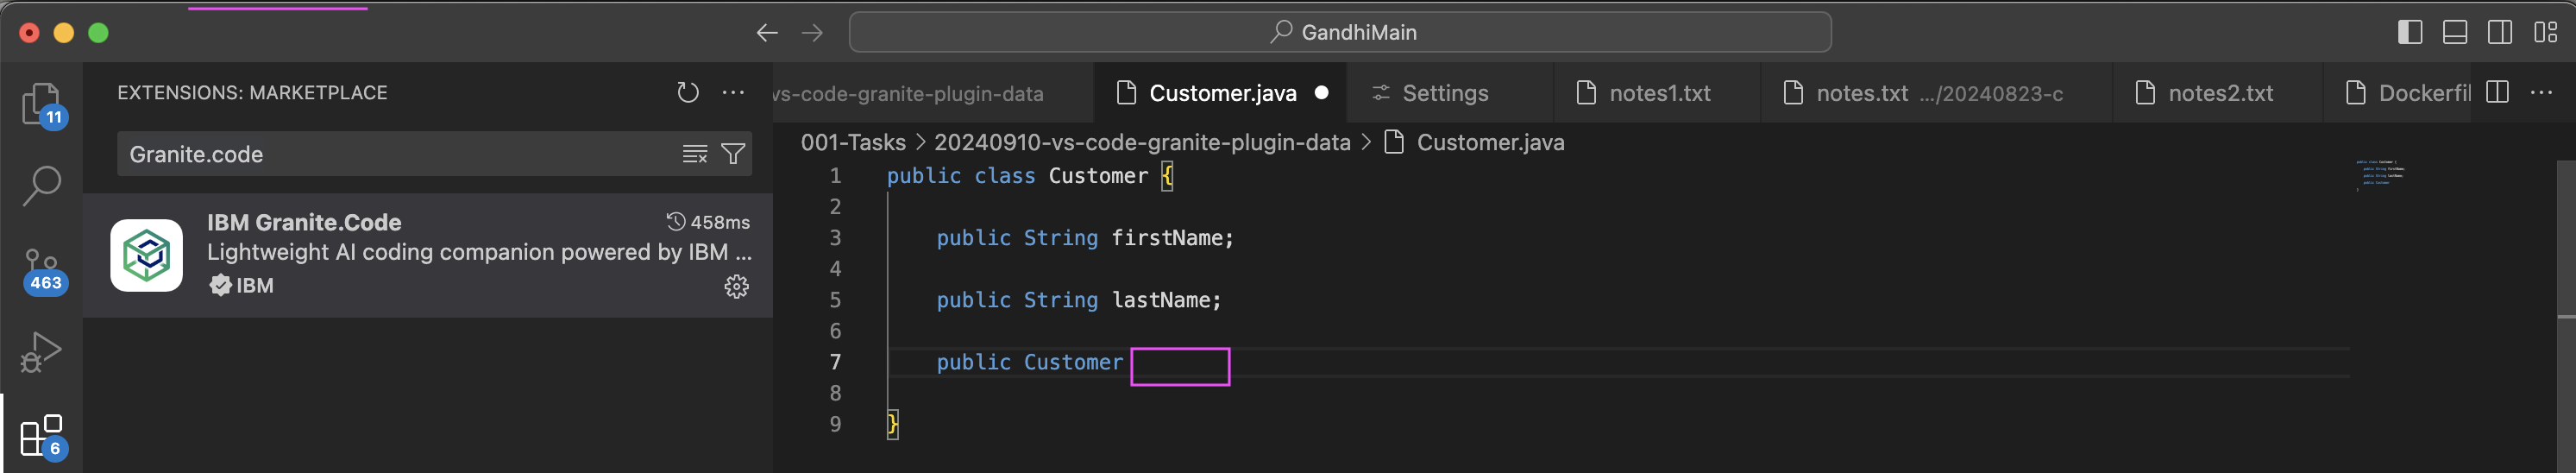 GandhiMain
EXTENSIONS: MARKETPLACE
Granite.code
IBM Granite.Code 458ms
Lightweight AI coding companion powered by IBM ...
IBM
11
463
6
vs-code-granite-plugin-data Customer.java Settings notes1.txt notes.txt .../20240823-c notes2.txt Dockerfil
001-Tasks > 20240910-vs-code-granite-plugin-data > Customer.java
1 public class Customer {
2
3 public String firstName;
4
5 public String lastName;
6
7 public Customer
8
9 }